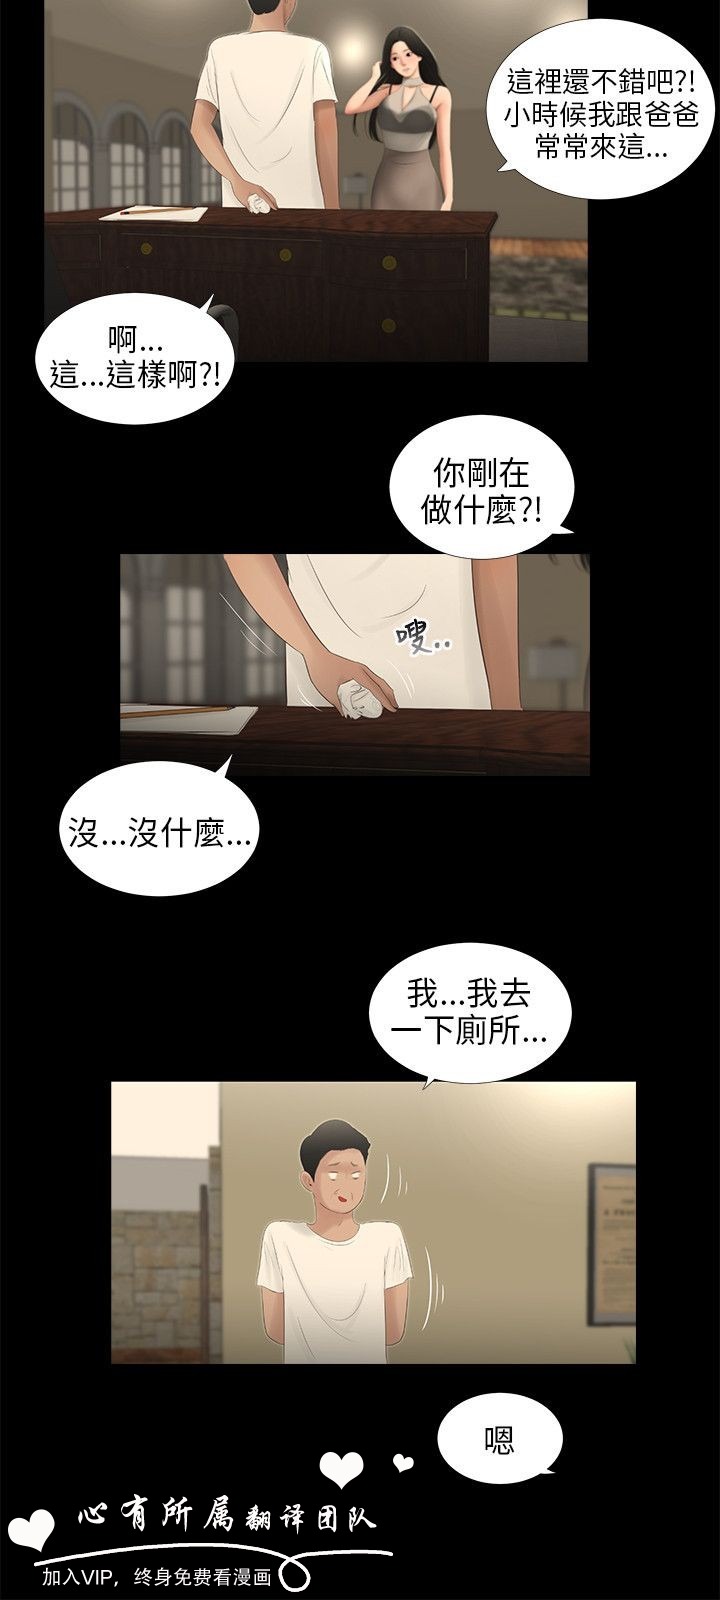 這裡還不錯吧?!
小時候我跟爸爸
常常來這...
啊...
這...這樣啊?!
你剛在
做什麼?!
嗖..
沒...沒什麼...
我...我去
一下廁所...
嗯
心有所属翻译团队
加入VIP，终身免费看漫画